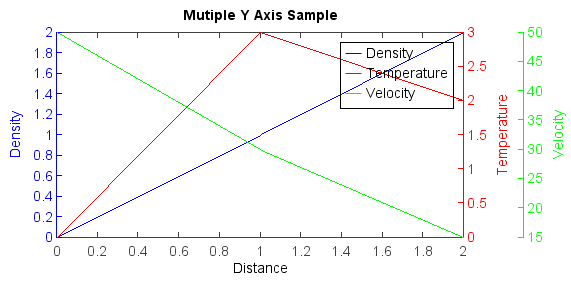 Mutiple Y Axis Sample
Density
2
1.8
1.6
1.4
1.2
1
0.8
0.6
0.4
0.2
0
Density
Temperature
Velocity
3
2.5
2
1.5
1
0.5
0
Temperature
50
45
40
35
30
25
20
15
Velocity
0 0.2 0.4 0.6 0.8 1 1.2 1.4 1.6 1.8 2
Distance